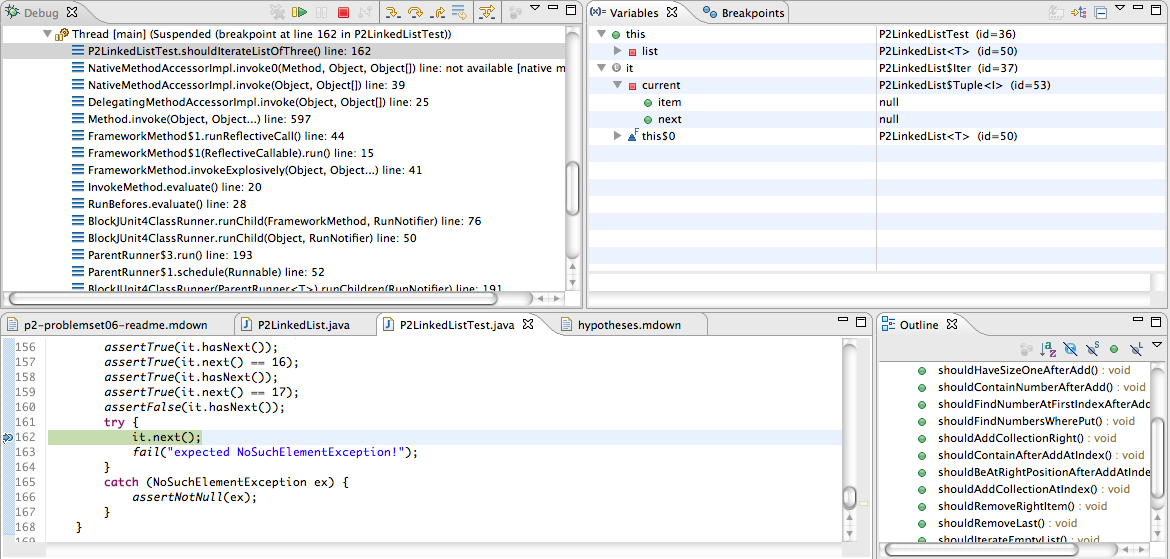 Debug
Thread [main] (Suspended (breakpoint at line 162 in P2LinkedListTest))
P2LinkedListTest.shouldIterateListOfThree() line: 162
NativeMethodAccessorImpl.invoke0(Method, Object, Object[]) line: not available [native m
NativeMethodAccessorImpl.invoke(Object, Object[]) line: 39
DelegatingMethodAccessorImpl.invoke(Object, Object[]) line: 25
Method.invoke(Object, Object...) line: 597
FrameworkMethod$1.runReflectiveCall() line: 44
FrameworkMethod$1(ReflectiveCallable).run() line: 15
FrameworkMethod.invokeExplosively(Object, Object...) line: 41
InvokeMethod.evaluate() line: 20
RunBefores.evaluate() line: 28
BlockJUnit4ClassRunner.runChild(FrameworkMethod, RunNotifier) line: 76
BlockJUnit4ClassRunner.runChild(Object, RunNotifier) line: 50
ParentRunner$3.run() line: 193
ParentRunner$1.schedule(Runnable) line: 52
BlockJUnit4ClassRunner(ParentRunner<T>).runChildren(RunNotifier) line: 191
(x)= Variables Breakpoints
this P2LinkedListTest (id=36)
list P2LinkedList<T> (id=50)
it P2LinkedList$Iter (id=37)
current P2LinkedList$Tuple<I> (id=53)
item null
next null
this$0 P2LinkedList<T> (id=50)
p2-problemset06-readme.mdown P2LinkedList.java P2LinkedListTest.java hypotheses.mdown
156 assertTrue(it.hasNext());
157 assertTrue(it.next() == 16);
158 assertTrue(it.hasNext());
159 assertTrue(it.next() == 17);
160 assertFalse(it.hasNext());
161 try {
162 it.next();
163 fail("expected NoSuchElementException!");
164 }
165 catch (NoSuchElementException ex) {
166 assertNotNull(ex);
167 }
168 }
169
Outline
shouldHaveSizeOneAfterAdd() : void
shouldContainNumberAfterAdd() : void
shouldFindNumberAtFirstIndexAfterAdd
shouldFindNumbersWherePut() : void
shouldAddCollectionRight() : void
shouldContainAfterAddAtIndex() : void
shouldBeAtRightPositionAfterAddAtInde
shouldAddCollectionAtIndex() : void
shouldRemoveRightItem() : void
shouldRemoveLast() : void
shouldIterateEmptyList() : void